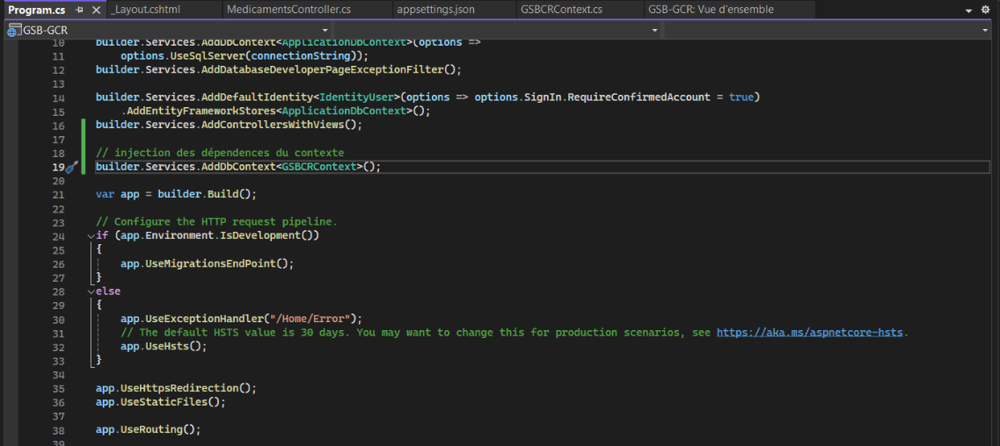 Program.cs
_Layout.cshtml
MedicamentsController.cs
appsettings.json
GSBCRContext.cs
GSB-GCR: Vue d'ensemble
GSB-GCR
10 builder.Services.AddDbContext<ApplicationDbContext>(options =>
11 options.UseSqlServer(connectionString));
12 builder.Services.AddDatabaseDeveloperPageExceptionFilter();
13
14 builder.Services.AddDefaultIdentity<IdentityUser>(options => options.SignIn.RequireConfirmedAccount = true)
15 .AddEntityFrameworkStores<ApplicationDbContext>();
16 builder.Services.AddControllersWithViews();
17
18 // injection des dépendences du contexte
19 builder.Services.AddDbContext<GSBCRContext>();
20
21 var app = builder.Build();
22
23 // Configure the HTTP request pipeline.
24 if (app.Environment.IsDevelopment())
25 {
26 app.UseMigrationsEndPoint();
27 }
28 else
29 {
30 app.UseExceptionHandler("/Home/Error");
31 // The default HSTS value is 30 days. You may want to change this for production scenarios, see https://aka.ms/aspnetcore-hsts.
32 app.UseHsts();
33 }
34
35 app.UseHttpsRedirection();
36 app.UseStaticFiles();
37
38 app.UseRouting();
39